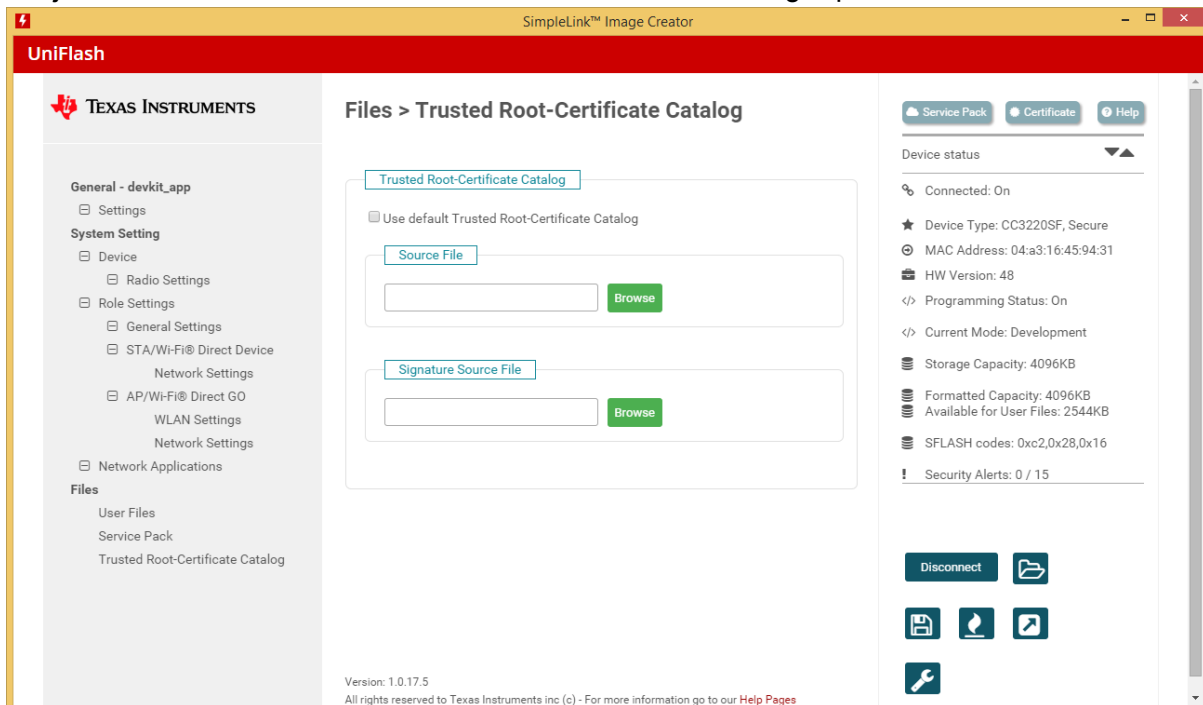 SimpleLink™ Image Creator
UniFlash
TEXAS INSTRUMENTS
General - devkit_app
Settings
System Setting
Device
Radio Settings
Role Settings
General Settings
STA/Wi-Fi® Direct Device
Network Settings
AP/Wi-Fi® Direct GO
WLAN Settings
Network Settings
Network Applications
Files
User Files
Service Pack
Trusted Root-Certificate Catalog
Files > Trusted Root-Certificate Catalog
Trusted Root-Certificate Catalog
Use default Trusted Root-Certificate Catalog
Source File
Browse
Signature Source File
Browse
Version: 1.0.17.5
All rights reserved to Texas Instruments inc (c) - For more information go to our Help Pages
Service Pack Certificate Help
Device status
Connected: On
Device Type: CC3220SF, Secure
MAC Address: 04:a3:16:45:94:31
HW Version: 48
Programming Status: On
Current Mode: Development
Storage Capacity: 4096KB
Formatted Capacity: 4096KB
Available for User Files: 2544KB
SFLASH codes: 0xc2,0x28,0x16
Security Alerts: 0 / 15
Disconnect